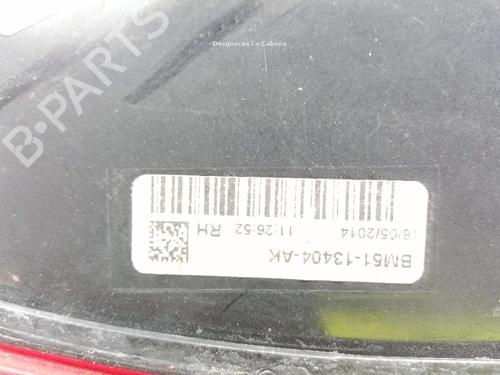 Desguaces La Cabaña
B-PARTS
BM51-13404-AK
16/05/2014 11:26:52 RH